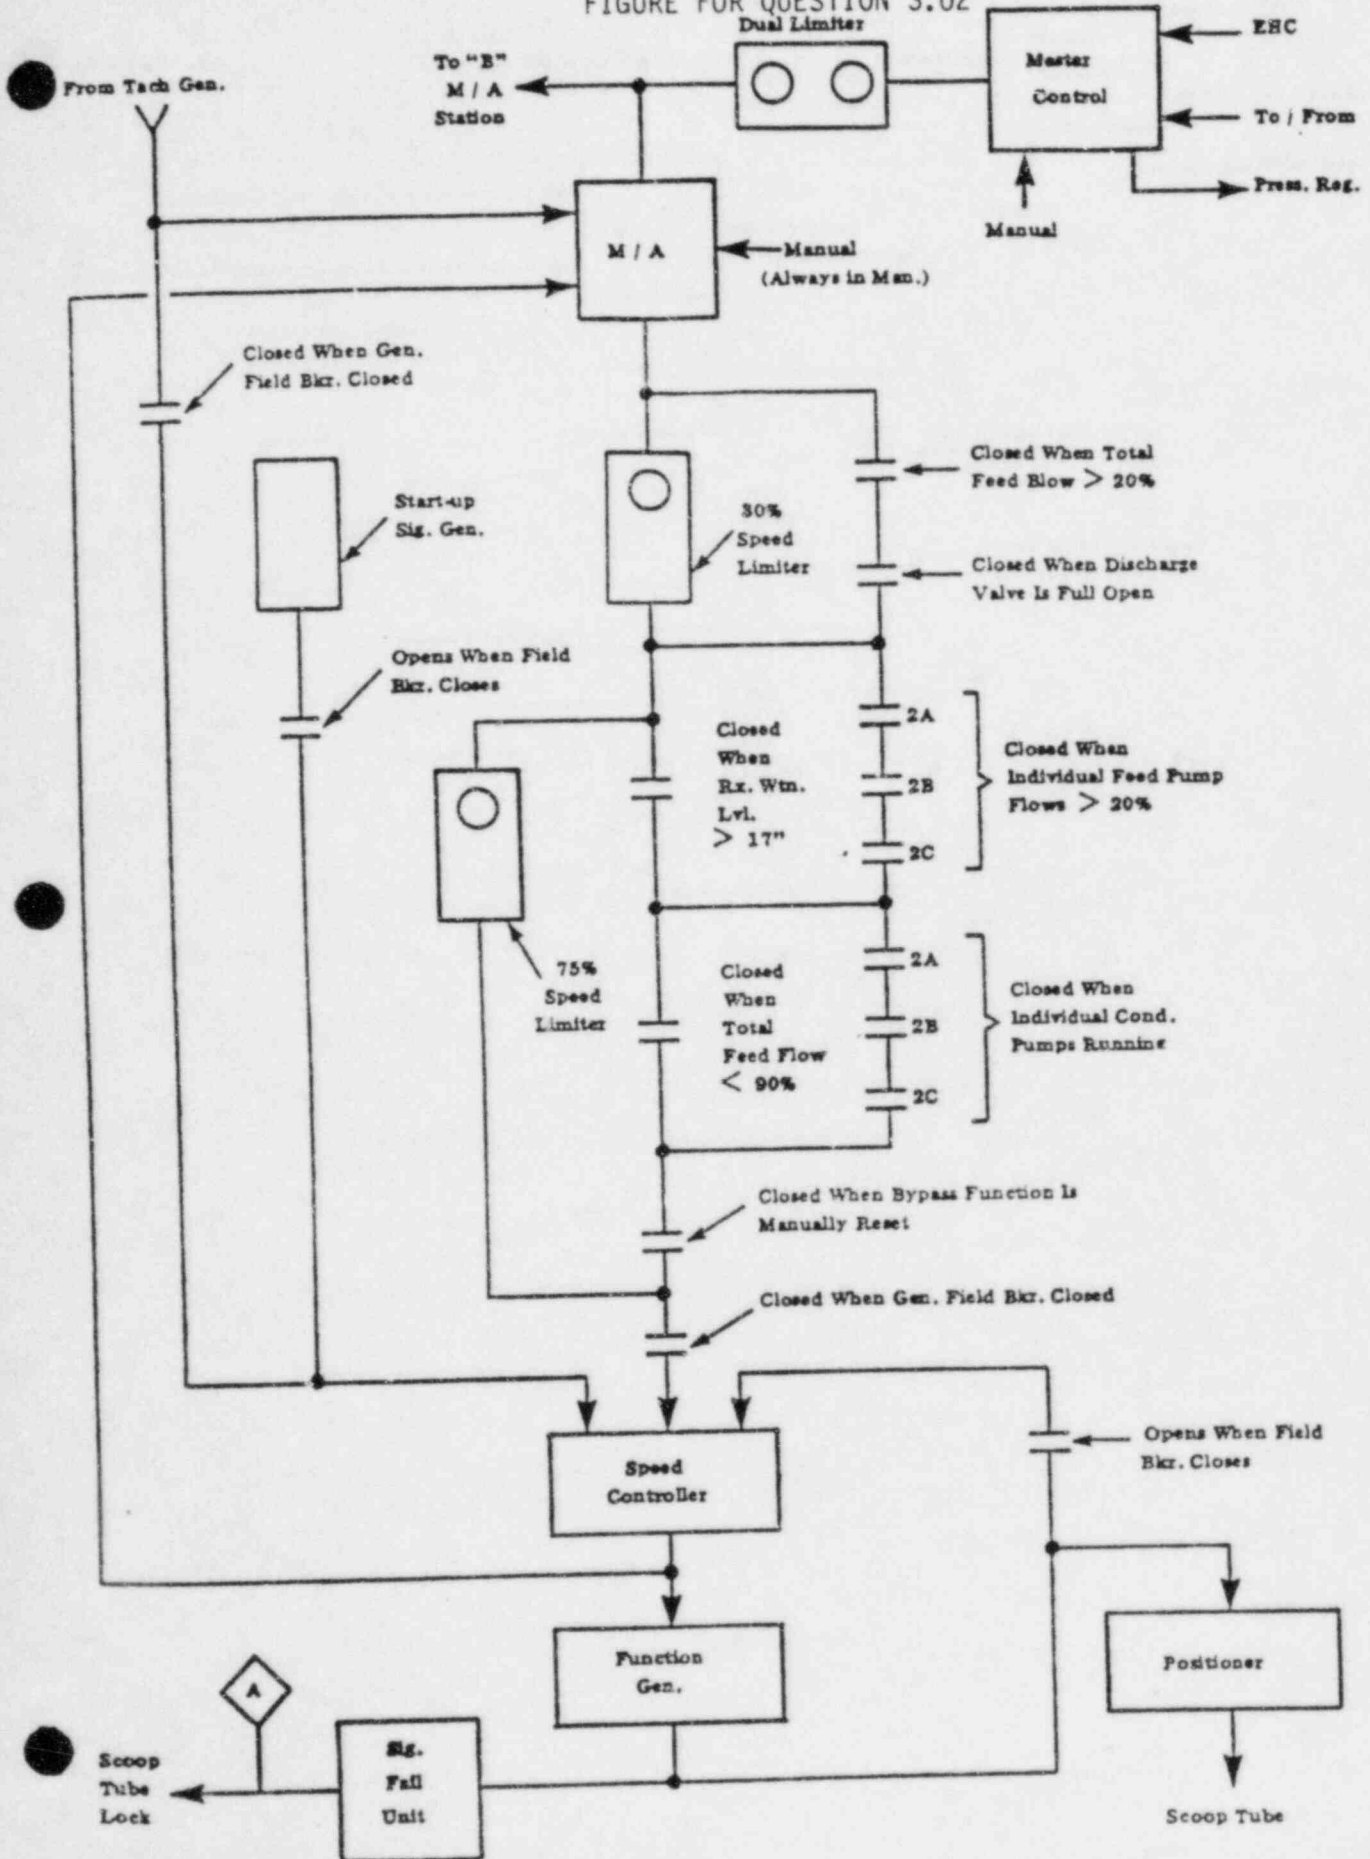 FIGURE FOR QUESTION 3.02
Dual Limiter
To "B"
M / A
Station
From Tach Gen.
Master
Control
EHC
To / From
Press. Reg.
Manual
M / A
Manual
(Always in Man.)
Closed When Gen.
Field Bkr. Closed
Start-up
Sig. Gen.
30%
Speed
Limiter
Closed When Total
Feed Blow > 20%
Closed When Discharge
Valve Is Full Open
Opens When Field
Bkr. Closes
Closed
When
Rx. Wtn.
Lvl.
> 17"
2A
2B
2C
Closed When
Individual Feed Pump
Flows > 20%
75%
Speed
Limiter
Closed
When
Total
Feed Flow
< 90%
2A
2B
2C
Closed When
Individual Cond.
Pumps Running
Closed When Bypass Function Is
Manually Reset
Closed When Gen. Field Bkr. Closed
Speed
Controller
Opens When Field
Bkr. Closes
Function
Gen.
Positioner
A
Scoop
Tube
Lock
Sig.
Fail
Unit
Scoop Tube